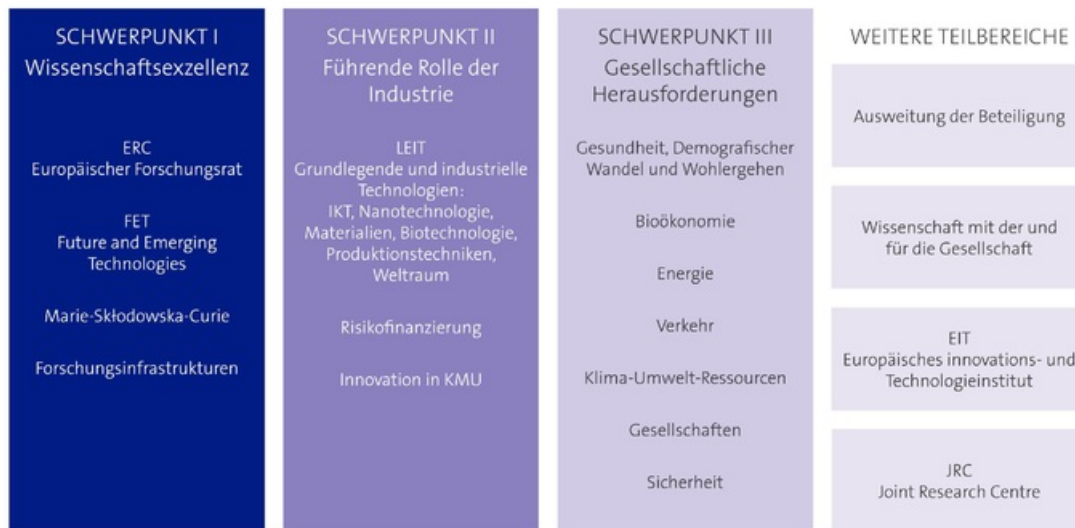 SCHWERPUNKT I
Wissenschaftsexzellenz
ERC
Europäischer Forschungsrat
FET
Future and Emerging
Technologies
Marie-Skłodowska-Curie
Forschungsinfrastrukturen
SCHWERPUNKT II
Führende Rolle der
Industrie
LEIT
Grundlegende und industrielle
Technologien:
IKT, Nanotechnologie,
Materialien, Biotechnologie,
Produktionstechniken,
Weltraum
Risikofinanzierung
Innovation in KMU
SCHWERPUNKT III
Gesellschaftliche
Herausforderungen
Gesundheit, Demografischer
Wandel und Wohlergehen
Bioökonomie
Energie
Verkehr
Klima-Umwelt-Ressourcen
Gesellschaften
Sicherheit
WEITERE TEILBEREICHE
Ausweitung der Beteiligung
Wissenschaft mit der und
für die Gesellschaft
EIT
Europäisches innovations- und
Technologieinstitut
JRC
Joint Research Centre